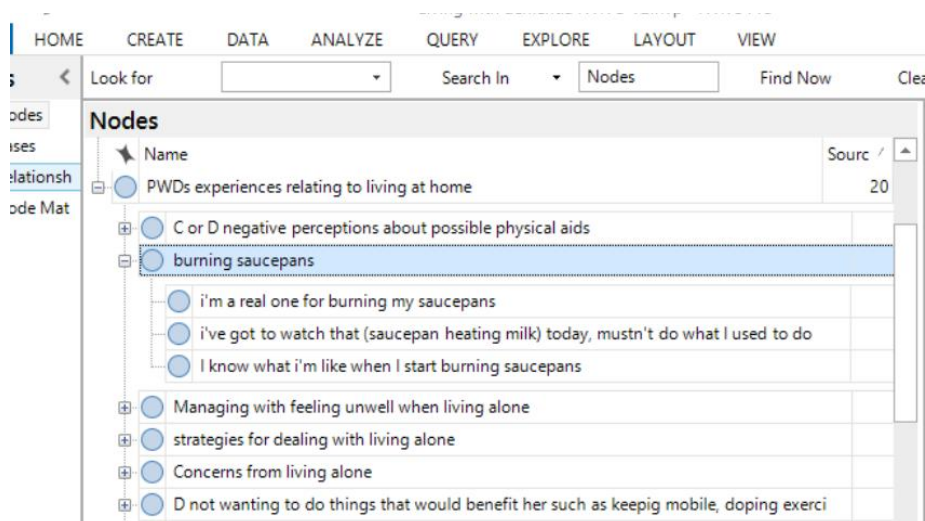 HOME CREATE DATA ANALYZE QUERY EXPLORE LAYOUT VIEW
Look for Search In Nodes Find Now
Nodes
Name Sourc
PWDs experiences relating to living at home 20
C or D negative perceptions about possible physical aids
burning saucepans
i'm a real one for burning my saucepans
i've got to watch that (saucepan heating milk) today, mustn't do what I used to do
I know what i'm like when I start burning saucepans
Managing with feeling unwell when living alone
strategies for dealing with living alone
Concerns from living alone
D not wanting to do things that would benefit her such as keepig mobile, doping exerci